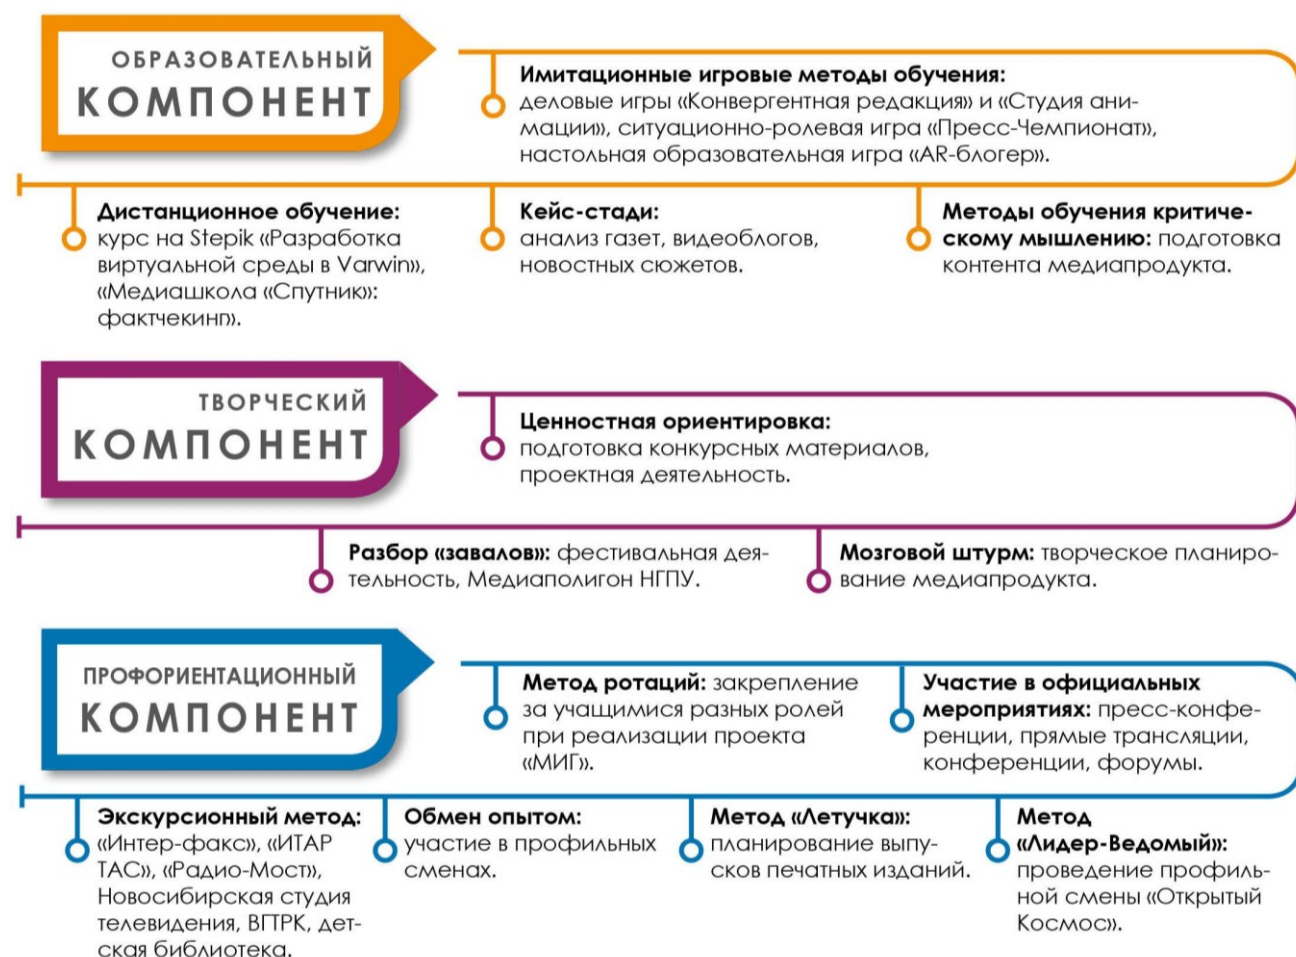 ОБРАЗОВАТЕЛЬНЫЙ
КОМПОНЕНТ
Имитационные игровые методы обучения:
деловые игры «Конвергентная редакция» и «Студия ани-
мации», ситуационно-ролевая игра «Пресс-Чемпионат»,
настольная образовательная игра «AR-блогер».
Дистанционное обучение:
курс на Stepik «Разработка
виртуальной среды в Varwin»,
«Медиашкола «Спутник»:
фактчекинг».
Кейс-стади:
анализ газет, видеоблогов,
новостных сюжетов.
Методы обучения критиче-
скому мышлению: подготовка
контента медиапродукта.
ТВОРЧЕСКИЙ
КОМПОНЕНТ
Ценностная ориентировка:
подготовка конкурсных материалов,
проектная деятельность.
Разбор «завалов»: фестивальная дея-
тельность, Медиаполигон НГПУ.
Мозговой штурм: творческое планиро-
вание медиапродукта.
ПРОФОРИЕНТАЦИОННЫЙ
КОМПОНЕНТ
Метод ротаций: закрепление
за учащимися разных ролей
при реализации проекта
«МИГ».
Участие в официальных
мероприятиях: пресс-конфе-
ренции, прямые трансляции,
конференции, форумы.
Экскурсионный метод:
«Интер-факс», «ИТАР
ТАС», «Радио-Мост»,
Новосибирская студия
телевидения, ВГТРК, дет-
ская библиотека.
Обмен опытом:
участие в профильных
сменах.
Метод «Летучка»:
планирование выпу-
сков печатных изданий.
Метод
«Лидер-Ведомый»:
проведение профиль-
ной смены «Открытый
Космос».